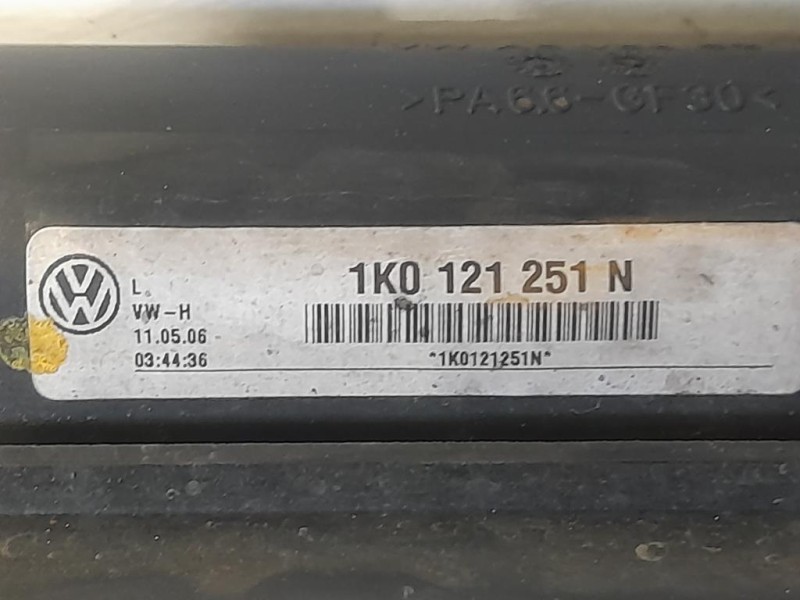 >PA66-GF30<
1K0 121 251 N
L
VW-H
11.05.06
03:44:36
*1K0121251N*